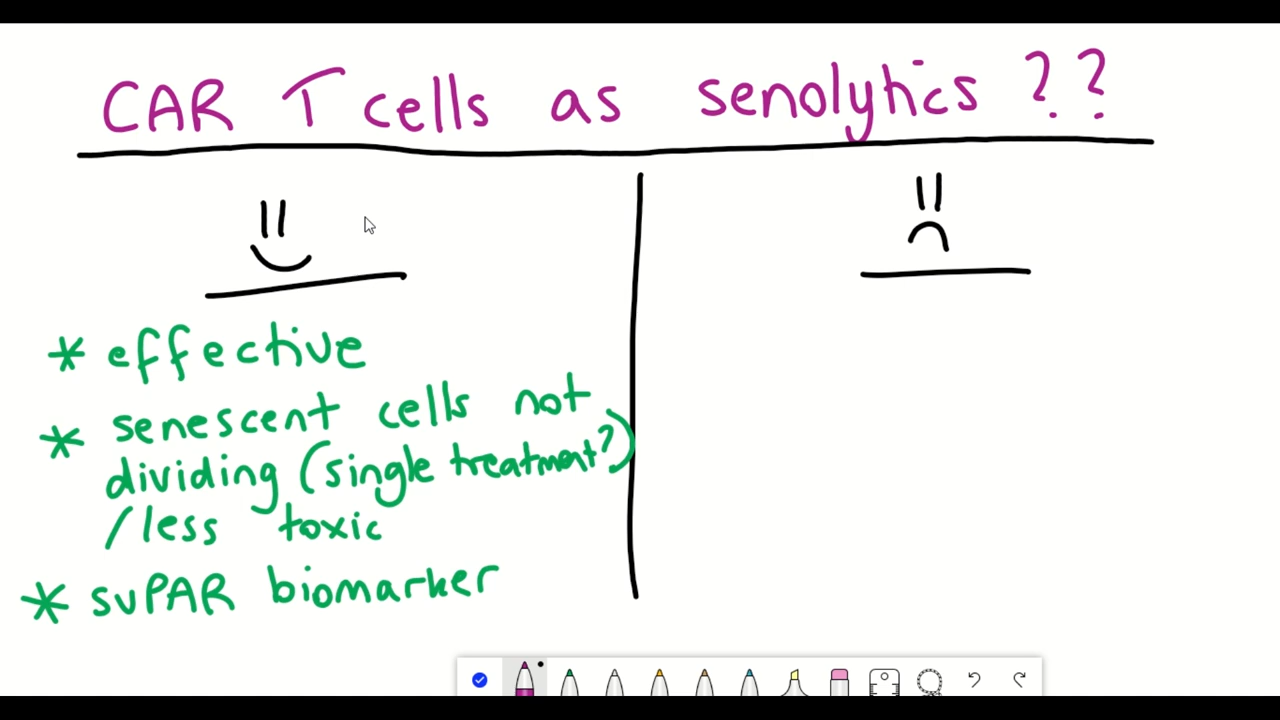 CAR T cells as senolytics ??
* effective
* senescent cells not
dividing (single treatment?)
/less toxic
* suPAR biomarker